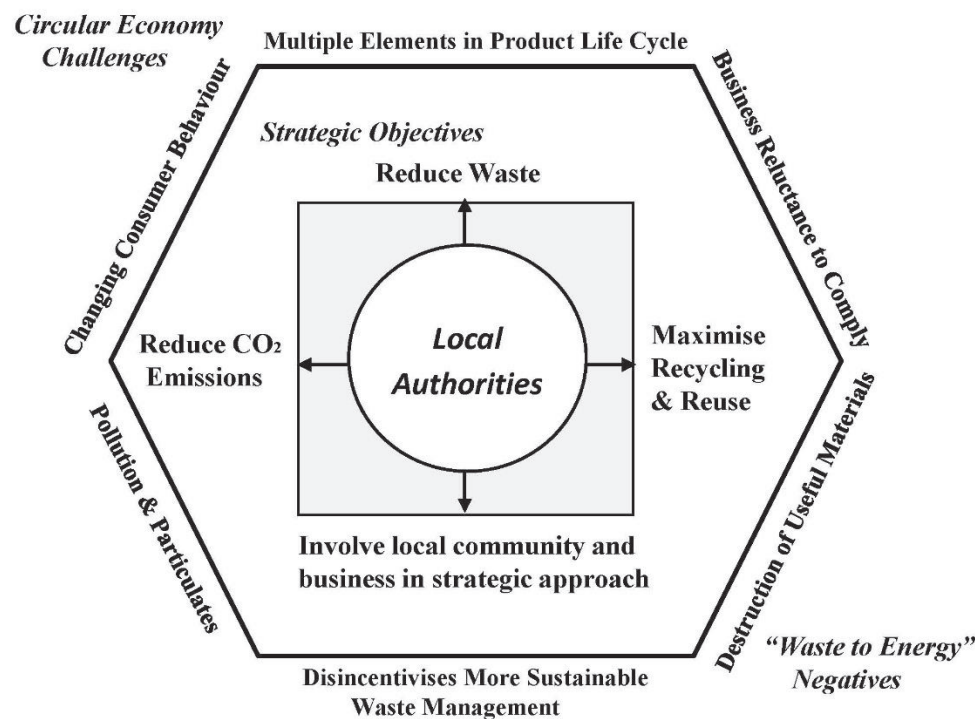 Circular Economy
Challenges
Multiple Elements in Product Life Cycle
Changing Consumer Behaviour
Business Reluctance to Comply
Strategic Objectives
Reduce Waste
Local
Authorities
Reduce CO₂
Emissions
Maximise
Recycling
& Reuse
Involve local community and
business in strategic approach
Pollution & Particulates
Destruction of Useful Materials
Disincentivises More Sustainable
Waste Management
“Waste to Energy”
Negatives